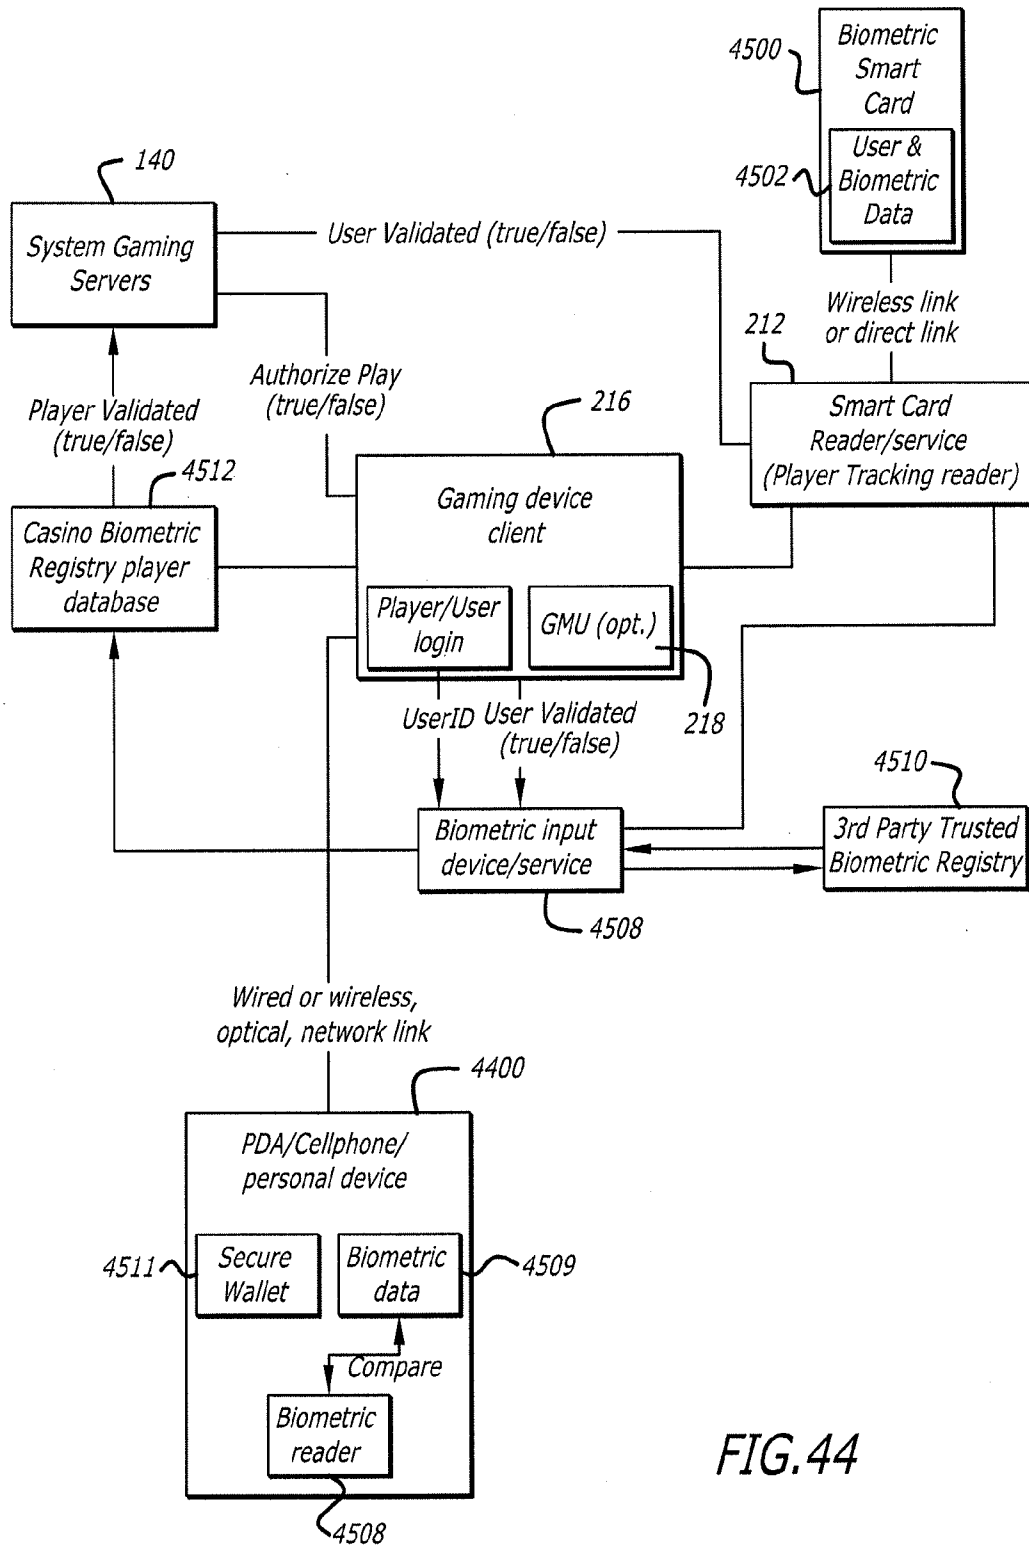 4500
Biometric
Smart
Card
4502
User &
Biometric
Data
140
System Gaming
Servers
User Validated (true/false)
Wireless link
or direct link
212
Authorize Play
(true/false)
216
Smart Card
Reader/service
(Player Tracking reader)
Player Validated
(true/false)
4512
Gaming device
client
Casino Biometric
Registry player
database
Player/User
login
GMU (opt.)
218
UserID
User Validated
(true/false)
4510
Biometric input
device/service
3rd Party Trusted
Biometric Registry
4508
Wired or wireless,
optical, network link
4400
PDA/Cellphone/
personal device
4511
Secure
Wallet
Biometric
data
4509
Compare
Biometric
reader
4508
FIG.44